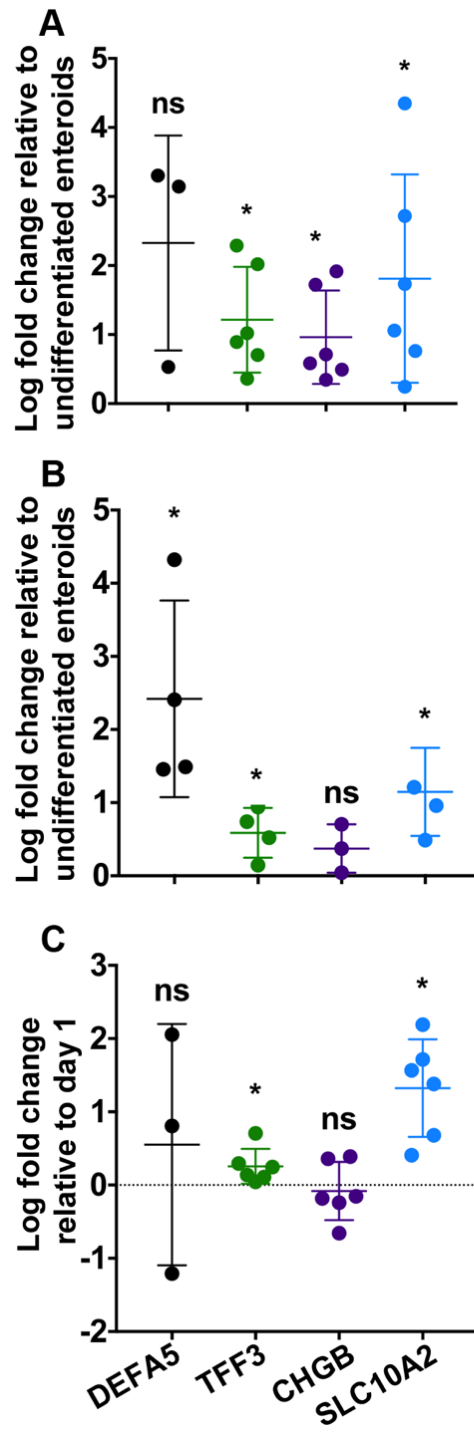 A
Log fold change relative to
undifferentiated enteroids
5
4
3
2
1
0
ns
*
*
*
B
Log fold change relative to
undifferentiated enteroids
5
4
3
2
1
0
*
*
ns
*
C
Log fold change
relative to day 1
3
2
1
0
-1
-2
ns
*
ns
*
DEFA5
TFF3
CHGB
SLC10A2